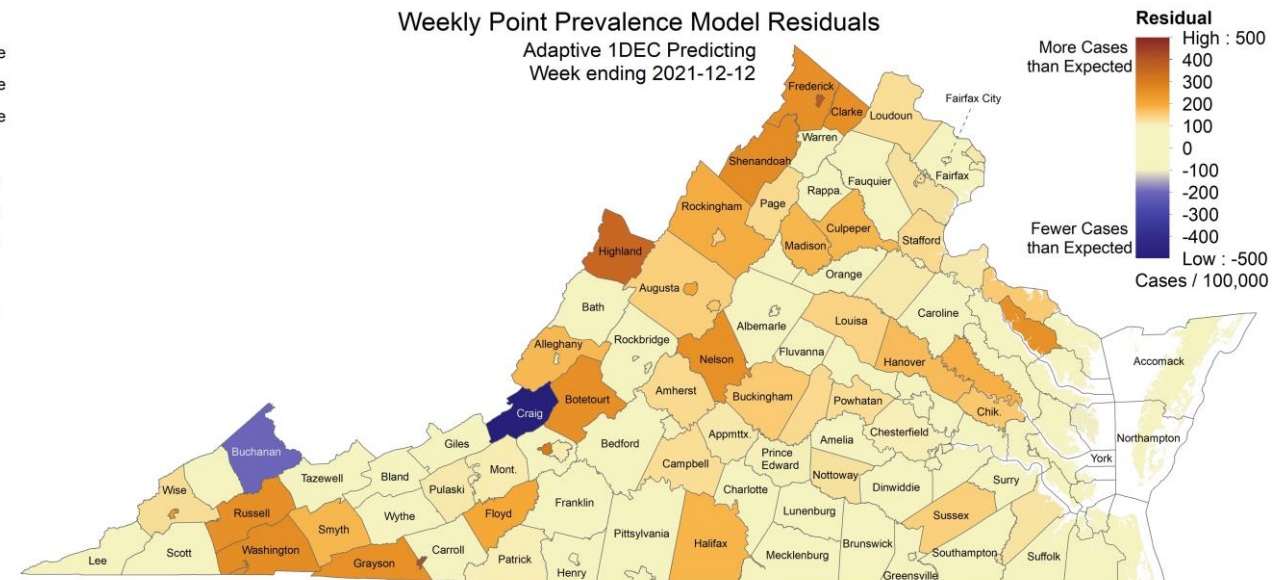 Weekly Point Prevalence Model Residuals
Adaptive 1DEC Predicting
Week ending 2021-12-12
Residual
More Cases
than Expected
Fewer Cases
than Expected
High : 500
400
300
200
100
0
-100
-200
-300
-400
Low : -500
Cases / 100,000
e
e
e
Frederick
Clarke
Loudoun
Fairfax City
Warren
Shenandoah
Fairfax
Rappa.
Fauquier
Page
Rockingham
Culpeper
Madison
Stafford
Highland
Orange
Augusta
Bath
Albemarle
Louisa
Caroline
Rockbridge
Alleghany
Fluvanna
Nelson
Hanover
Accomack
Amherst
Buckingham
Botetourt
Powhatan
Craig
Chik.
Appmttx.
Amelia
Chesterfield
Northampton
Giles
Bedford
Buchanan
Prince
Edward
York
Mont.
Campbell
Tazewell
Bland
Nottoway
Dinwiddie
Surry
Wise
Pulaski
Charlotte
Franklin
Russell
Wythe
Floyd
Lunenburg
Sussex
Smyth
Pittsylvania
Halifax
Brunswick
Washington
Carroll
Scott
Lee
Grayson
Patrick
Henry
Mecklenburg
Southampton
Suffolk
Greensville